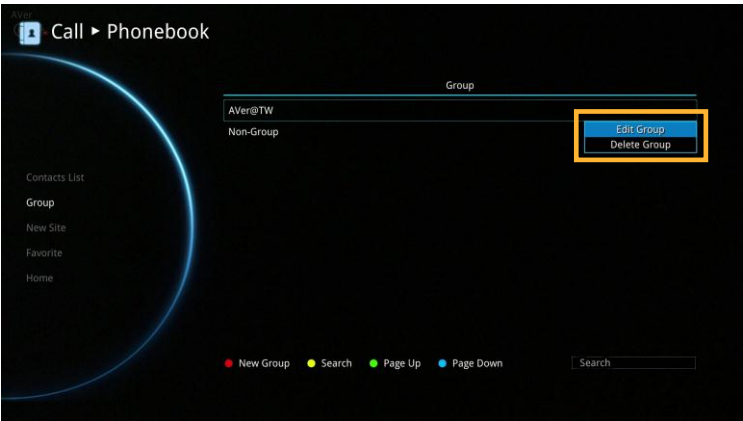 AVer
Call ▸ Phonebook
Group
AVer@TW
Non-Group
Edit Group
Delete Group
Contacts List
Group
New Site
Favorite
Home
New Group Search Page Up Page Down Search